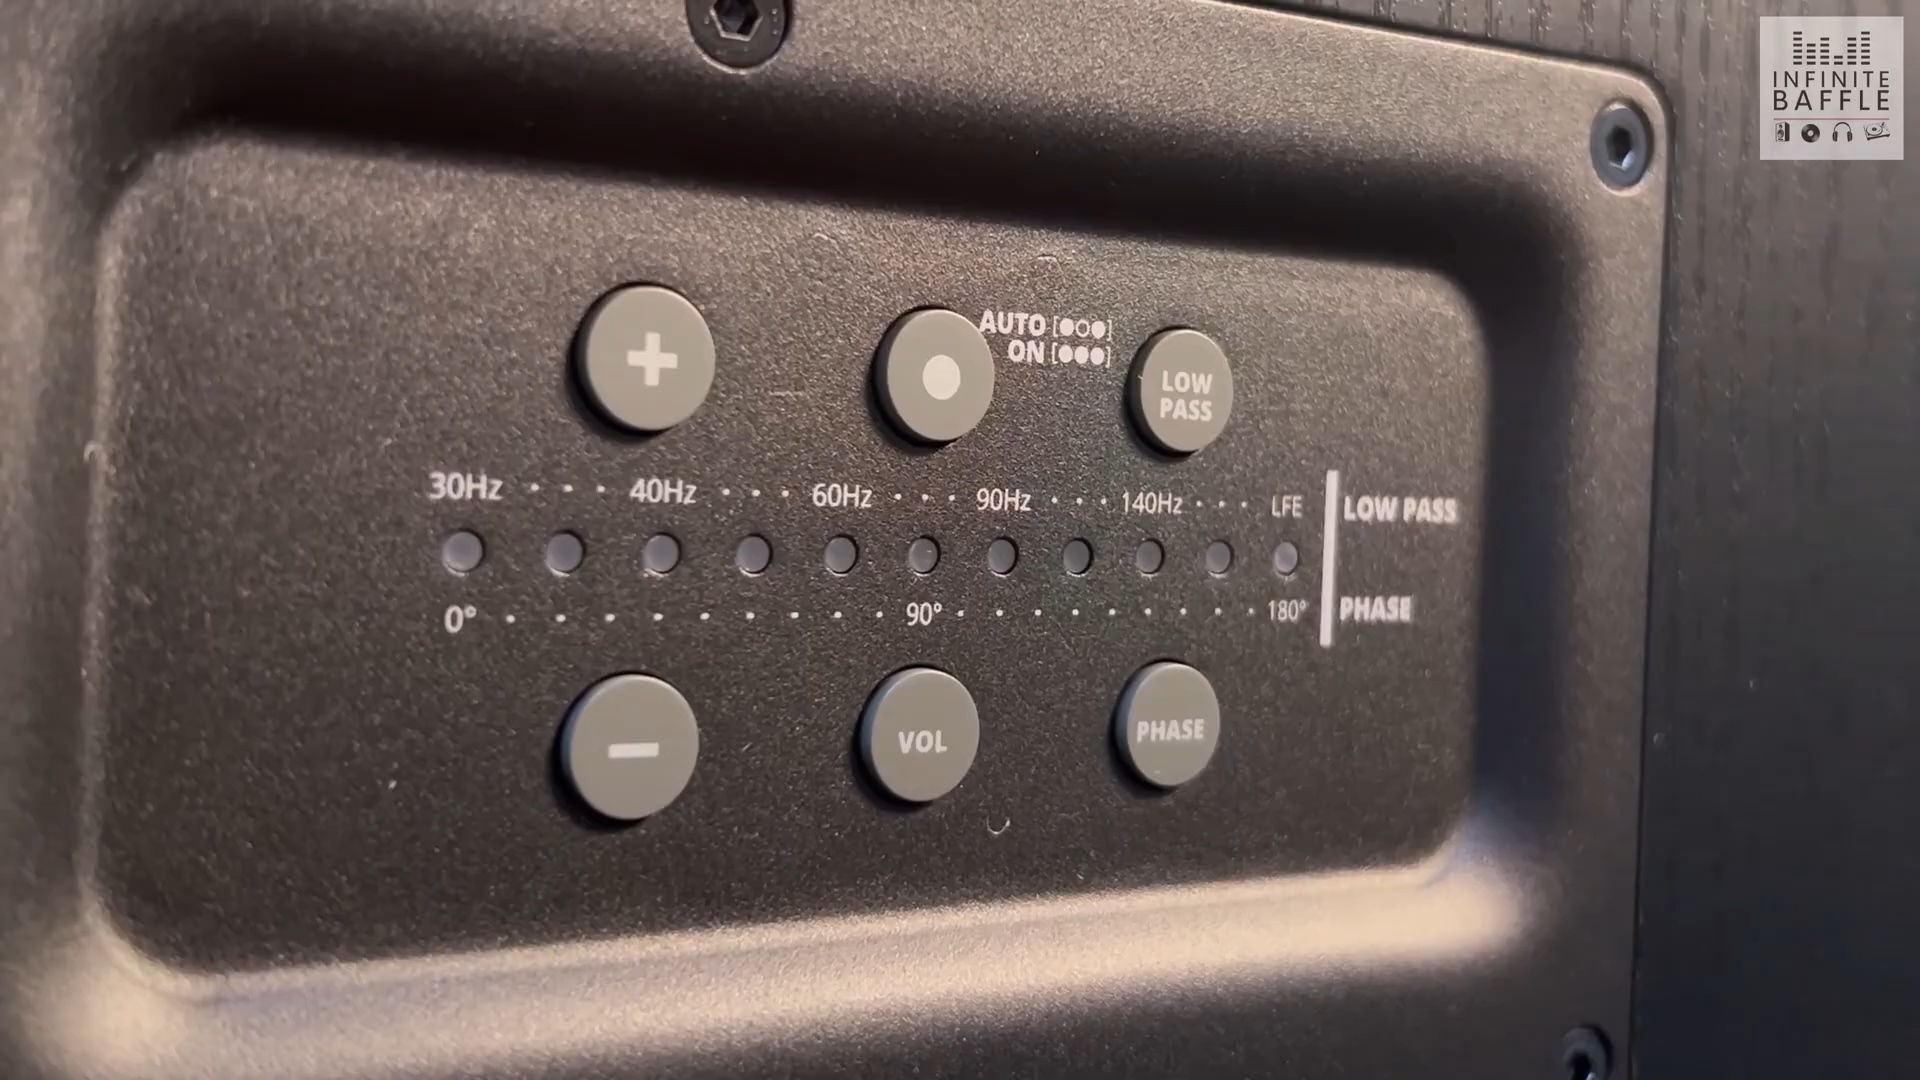 INFINITE
BAFFLE
+
AUTO [●○●]
ON [●●●]
LOW
PASS
30Hz · · · 40Hz · · · 60Hz · · · 90Hz · · · 140Hz · · · LFE
LOW PASS
0° · · · · · · · · · 90° · · · · · · · · 180°
PHASE
−
VOL
PHASE